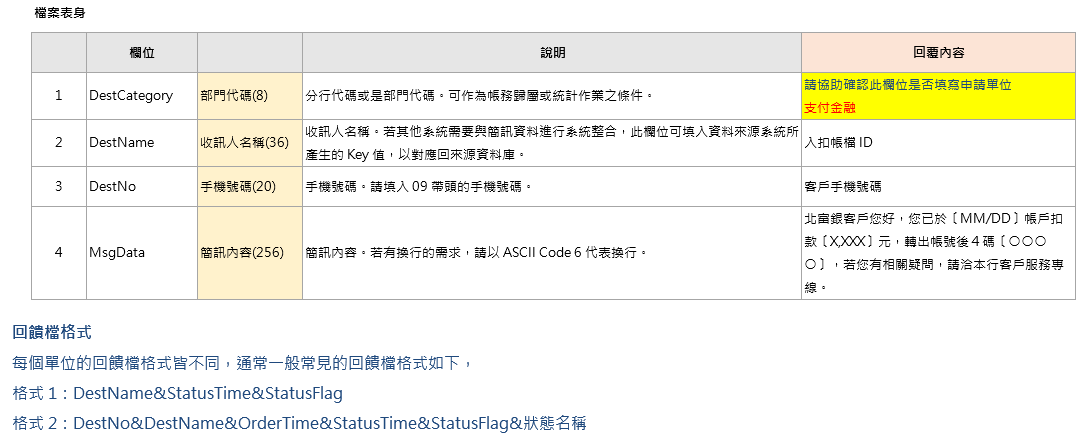 檔案表身
欄位 說明 回覆內容
1 DestCategory 部門代碼(8) 分行代碼或是部門代碼。可作為帳務歸屬或統計作業之條件。 請協助確認此欄位是否填寫申請單位
支付金融
2 DestName 收訊人名稱(36) 收訊人名稱。若其他系統需要與簡訊資料進行系統整合，此欄位可填入資料來源系統所
產生的 Key 值，以對應回來源資料庫。 入扣帳檔 ID
3 DestNo 手機號碼(20) 手機號碼。請填入 09 帶頭的手機號碼。 客戶手機號碼
4 MsgData 簡訊內容(256) 簡訊內容。若有換行的需求，請以 ASCII Code 6 代表換行。 北富銀客戶您好，您已於〔MM/DD〕帳戶扣
款〔X,XXX〕元，轉出帳號後 4 碼〔○○○
○〕，若您有相關疑問，請洽本行客戶服務專
線。
回饋檔格式
每個單位的回饋檔格式皆不同，通常一般常見的回饋檔格式如下，
格式 1：DestName&StatusTime&StatusFlag
格式 2：DestNo&DestName&OrderTime&StatusTime&StatusFlag&狀態名稱